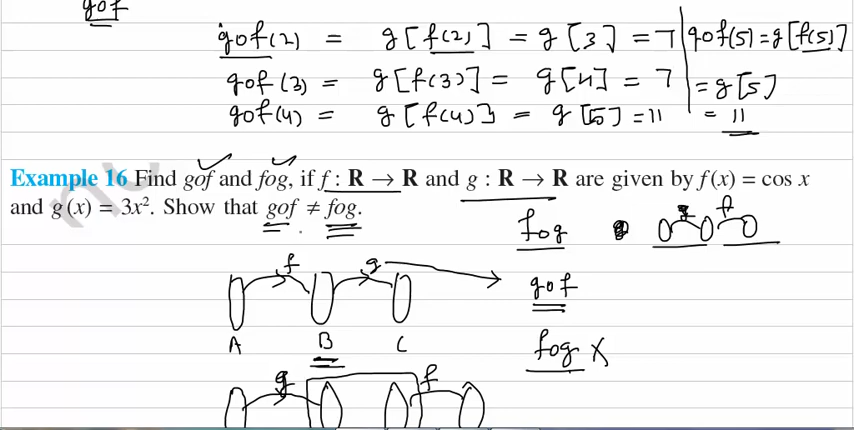 gof
gof(2) = g[f(2)] = g[3] = 7 gof(5) = g[f(5)]
gof(3) = g[f(3)] = g[4] = 7 = g[5]
gof(4) = g[f(4)] = g[5] = 11 = 11
Example 16 Find gof and fog, if f : R → R and g : R → R are given by f(x) = cos x
and g(x) = 3x². Show that gof ≠ fog.
fog g f
f g gof
A B C fog X
g f